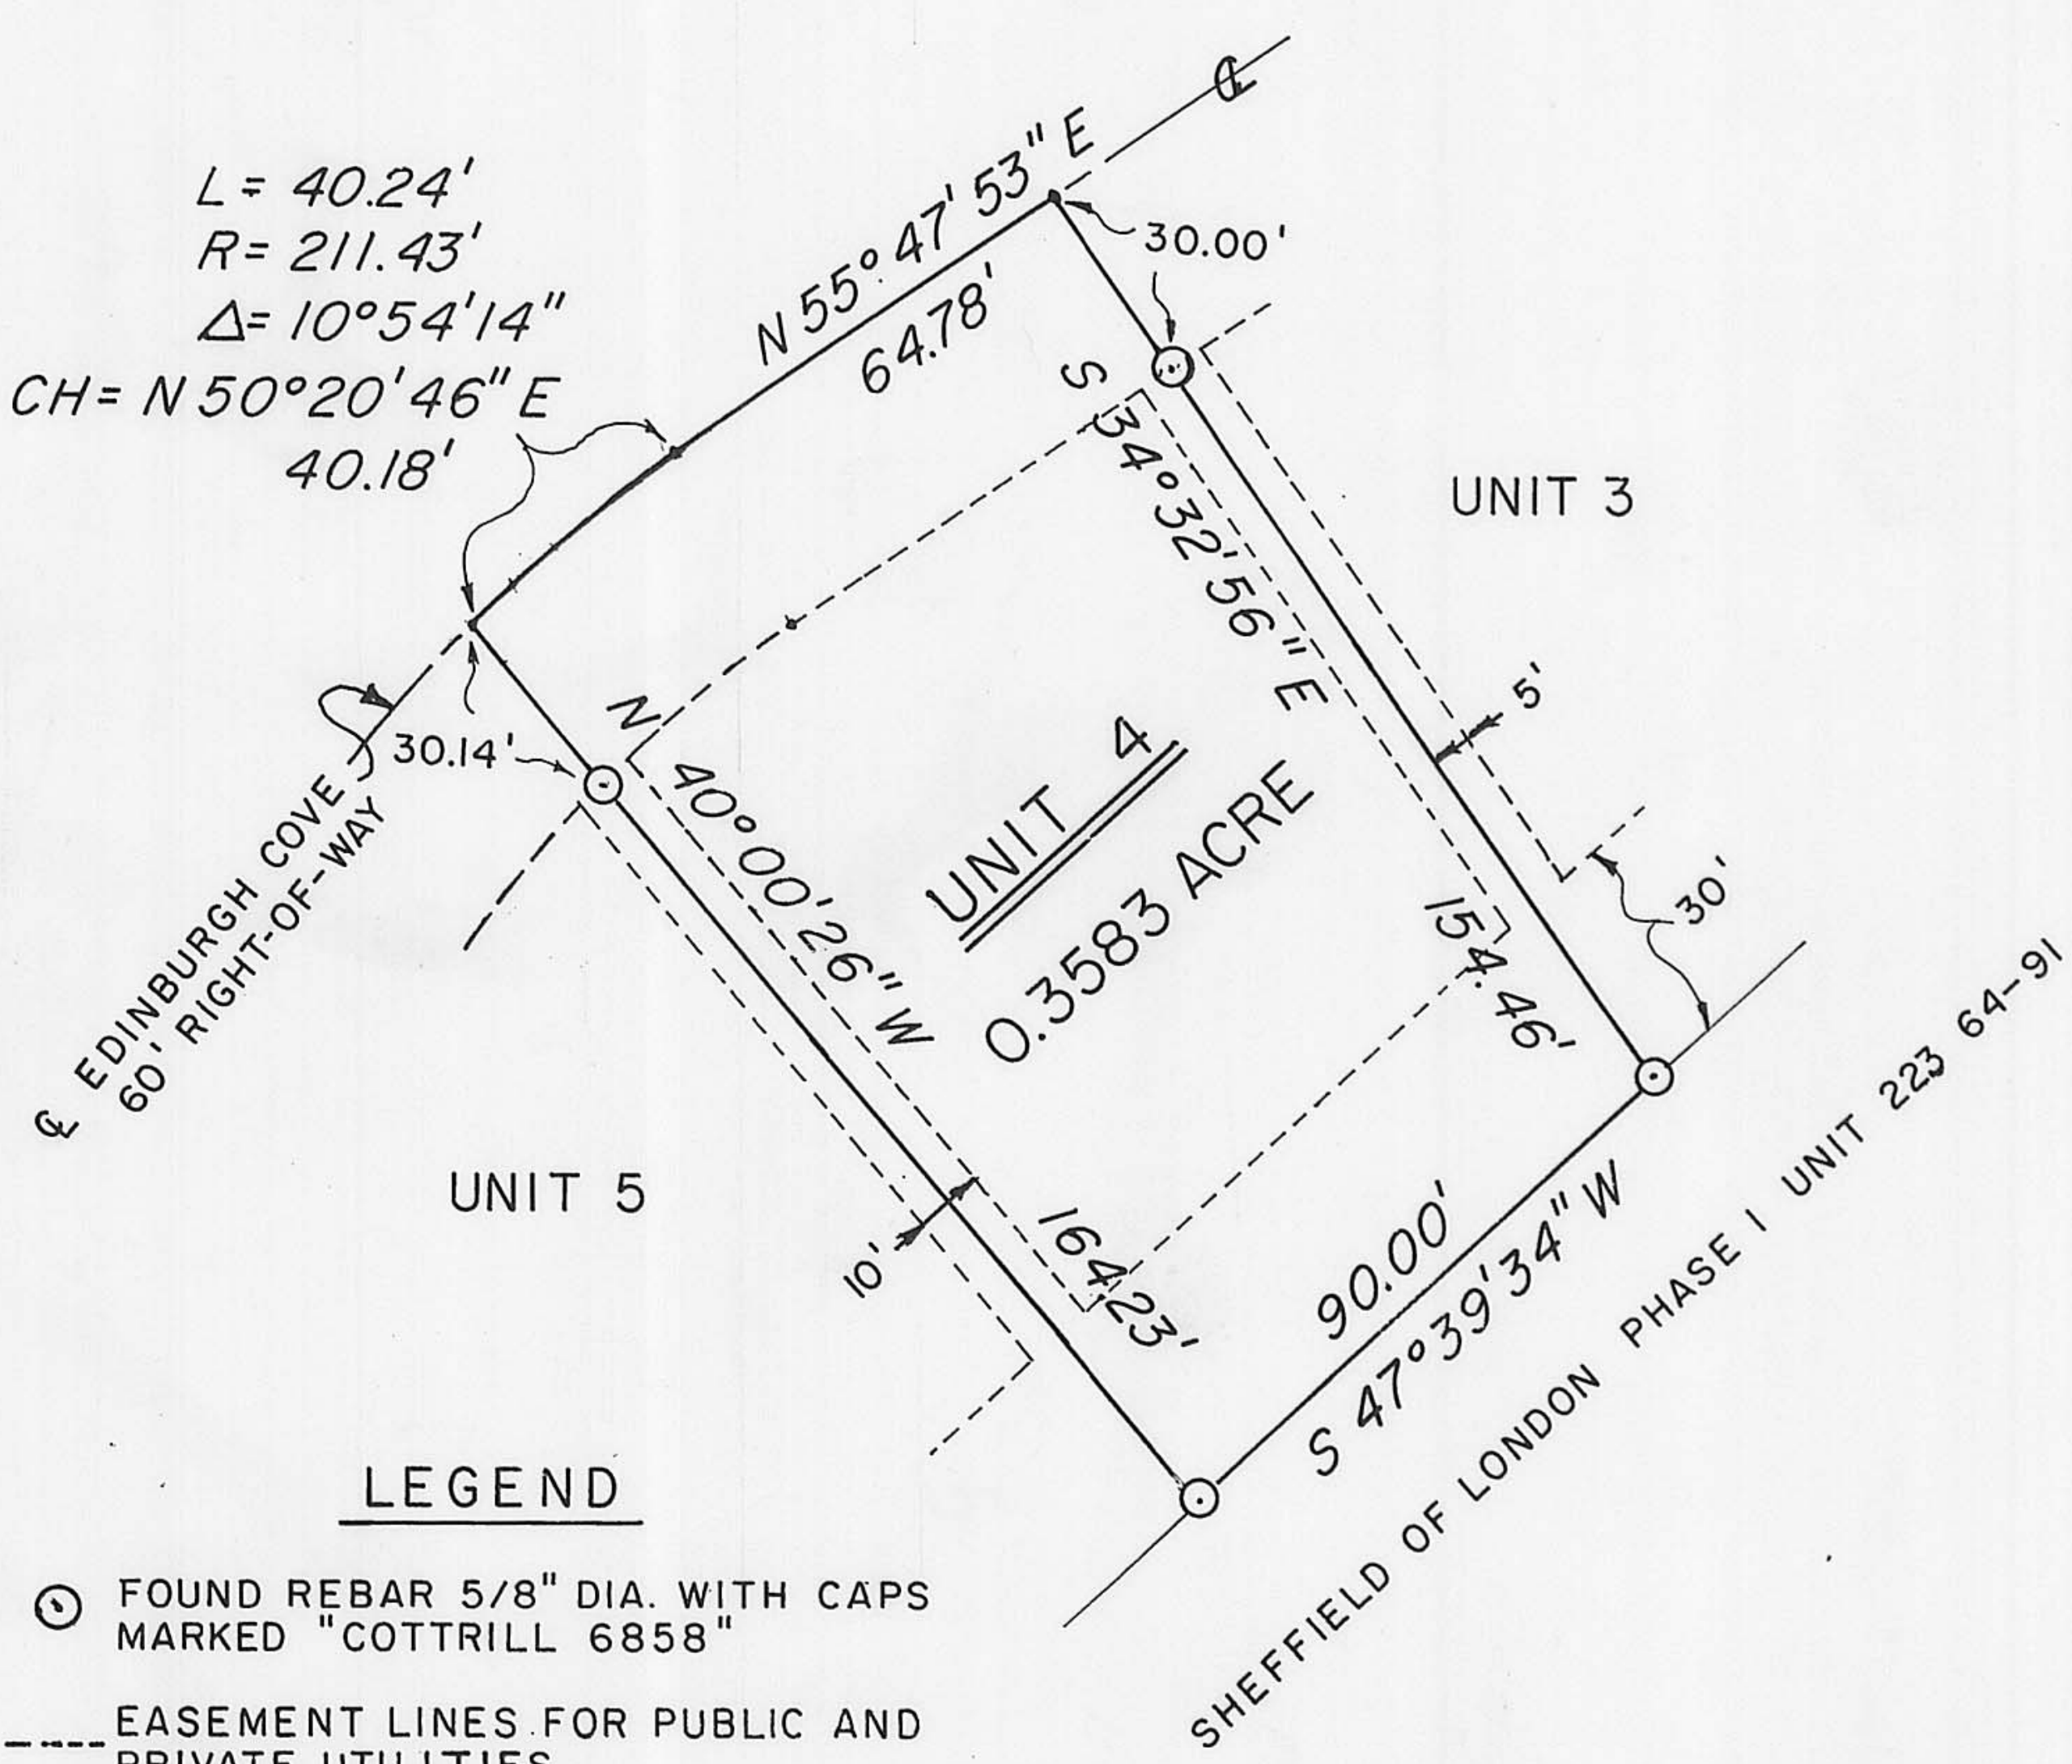 ℄
L= 40.24'
R= 211.43'
Δ= 10°54'14"
CH= N 50°20'46" E
40.18'
N 55° 47' 53" E
64.78'
30.00'
S 34°32'56" E
154.46'
UNIT 3
5'
30'
30.14'
℄ EDINBURGH COVE
60' RIGHT-OF-WAY
N 40°00'26" W
164.23'
UNIT 4
0.3583 ACRE
UNIT 5
10'
90.00'
S 47°39'34" W
SHEFFIELD OF LONDON PHASE I UNIT 223 64-91
LEGEND
FOUND REBAR 5/8" DIA. WITH CAPS
MARKED "COTTRILL 6858"
EASEMENT LINES FOR PUBLIC AND
PRIVATE UTILITIES